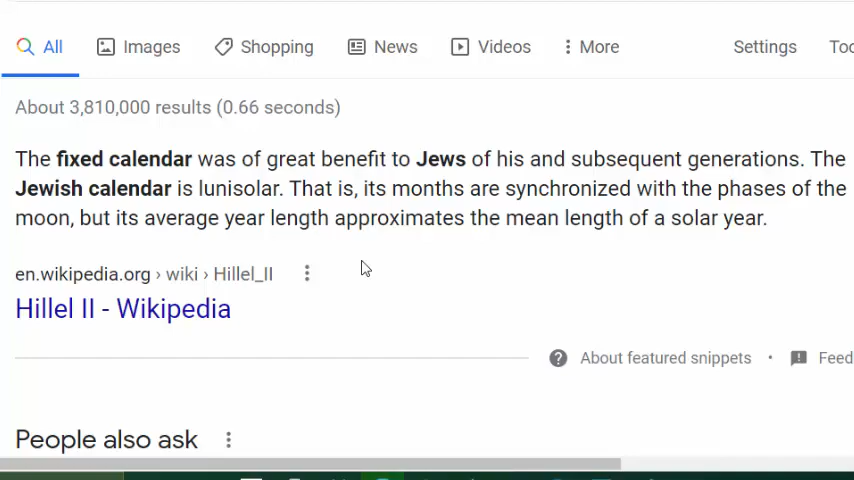 All Images Shopping News Videos More Settings Too
About 3,810,000 results (0.66 seconds)
The fixed calendar was of great benefit to Jews of his and subsequent generations. The
Jewish calendar is lunisolar. That is, its months are synchronized with the phases of the
moon, but its average year length approximates the mean length of a solar year.
en.wikipedia.org › wiki › Hillel_II
Hillel II - Wikipedia
About featured snippets • Feed
People also ask